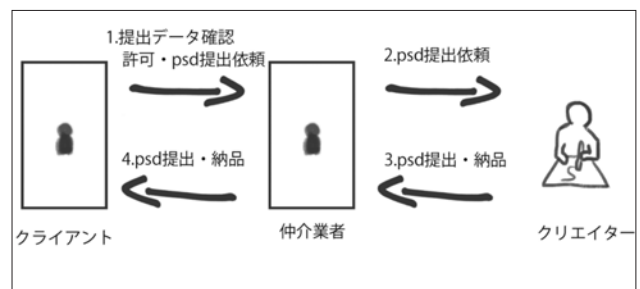 1.提出データ確認
許可・psd提出依頼
2.psd提出依頼
4.psd提出・納品
3.psd提出・納品
クライアント
仲介業者
クリエイター